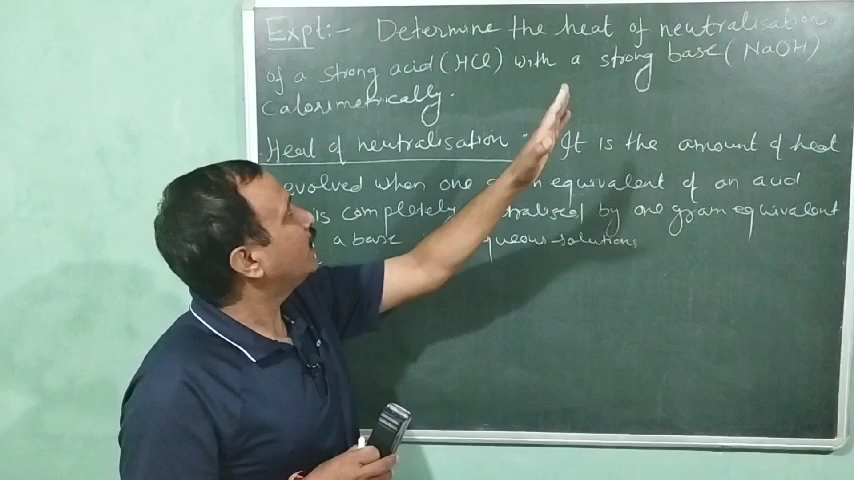 Expt:- Determine the heat of neutralisation
of a strong acid (HCl) with a strong base (NaOH)
Calorimetrically.
Heat of neutralisation : It is the amount of heat
evolved when one equivalent of an acid
is completely by one gram equivalent
a base solutions